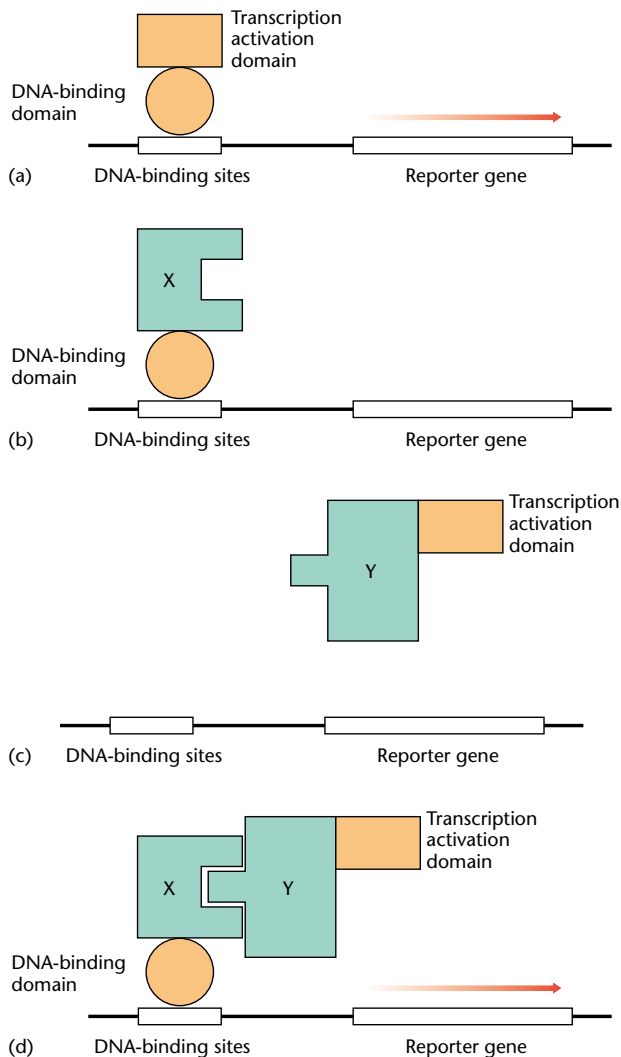 Transcription
activation
domain
DNA-binding
domain
(a)
DNA-binding sites
Reporter gene
X
DNA-binding
domain
(b)
DNA-binding sites
Reporter gene
Transcription
activation
domain
Y
(c)
DNA-binding sites
Reporter gene
Transcription
activation
domain
X
Y
DNA-binding
domain
(d)
DNA-binding sites
Reporter gene